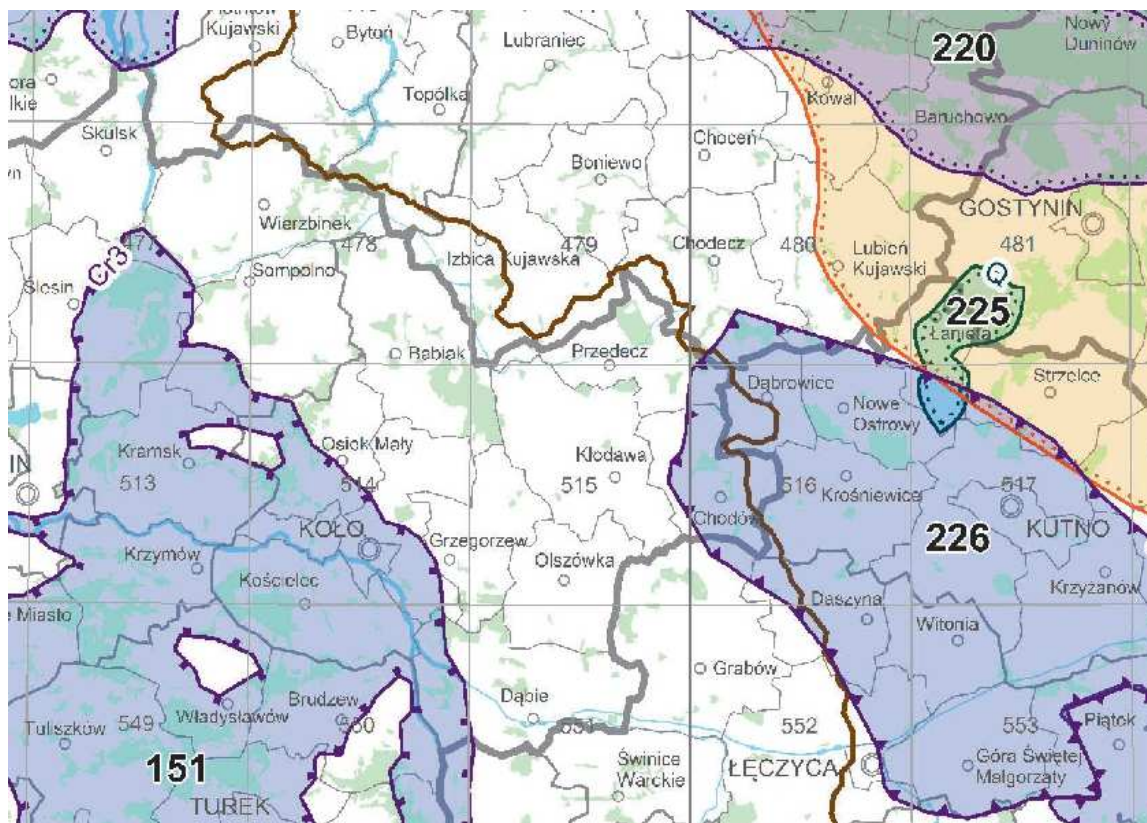 Kujawski
Bytoń
Lubraniec
220
Nowy
Duninów
Kowal
Topólka
Skulsk
Choceń
Baruchowo
Boniewo
Wierzbinek
GOSTYNIN
477
478
Izbica Kujawska
479
Chodecz
480
Lubień
Kujawski
481
Cr3
Ślesin
Sompolno
Q
225
Łanięta
Babiak
Przedecz
Dąbrowice
Strzelce
Nowe
Ostrowy
Kramsk
Osiek Mały
513
514
Kłodawa
515
516
Krośniewice
517
KOŁO
Chodów
226
KUTNO
Krzymów
Grzegorzew
Olszówka
Kościelec
Krzyżanów
Miasto
Daszyna
Witonia
Grabów
Brudzew
Dąbie
Tuliszków
549
Władysławów
550
551
552
553
Piątek
151
Świnice
Warckie
ŁĘCZYCA
Góra Świętej
Małgorzaty
TUREK